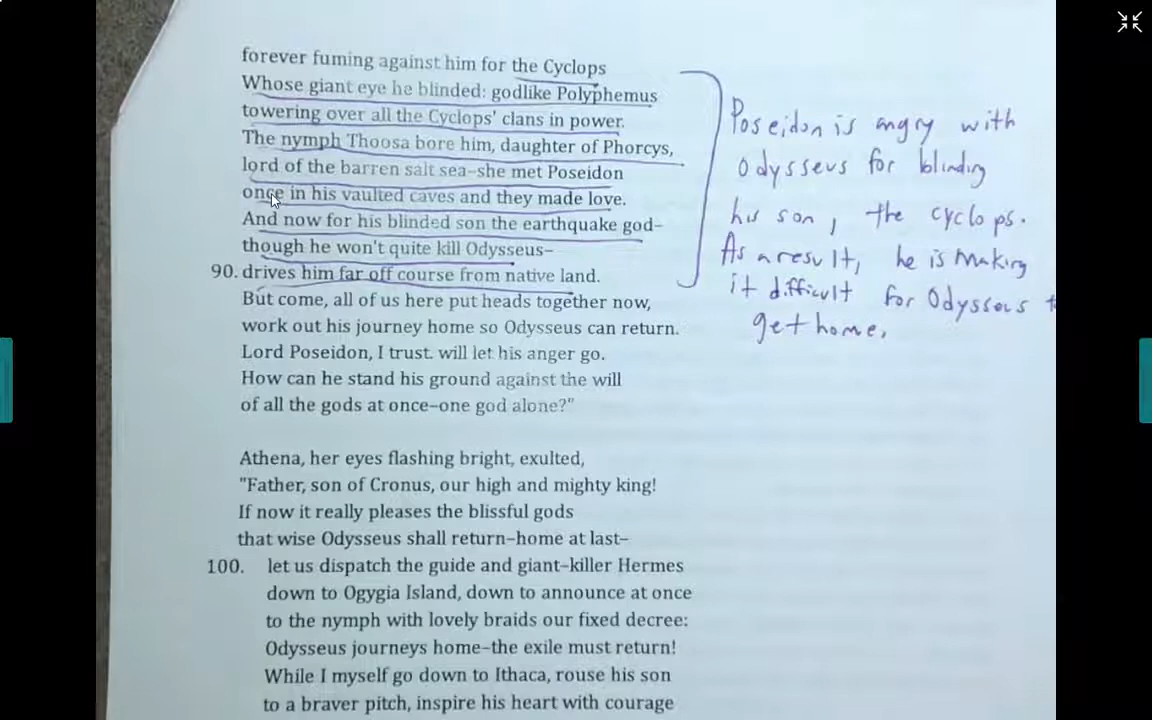 forever fuming against him for the Cyclops
Whose giant eye he blinded: godlike Polyphemus
towering over all the Cyclops' clans in power.
The nymph Thoosa bore him, daughter of Phorcys,
lord of the barren salt sea–she met Poseidon
once in his vaulted caves and they made love.
And now for his blinded son the earthquake god–
though he won't quite kill Odysseus–
90. drives him far off course from native land.
But come, all of us here put heads together now,
work out his journey home so Odysseus can return.
Lord Poseidon, I trust. will let his anger go.
How can he stand his ground against the will
of all the gods at once–one god alone?"
Athena, her eyes flashing bright, exulted,
"Father, son of Cronus, our high and mighty king!
If now it really pleases the blissful gods
that wise Odysseus shall return–home at last–
100. let us dispatch the guide and giant–killer Hermes
down to Ogygia Island, down to announce at once
to the nymph with lovely braids our fixed decree:
Odysseus journeys home–the exile must return!
While I myself go down to Ithaca, rouse his son
to a braver pitch, inspire his heart with courage
Poseidon is angry with
Odysseus for blinding
his son, the cyclops.
As a result, he is making
it difficult for Odysseus
get home.